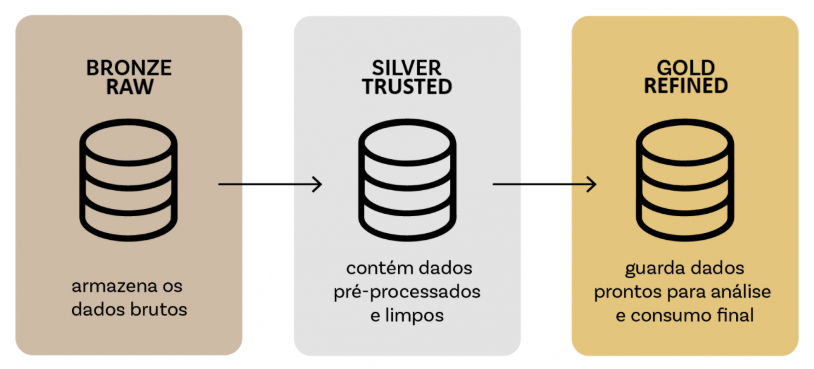 BRONZE
RAW
armazena os
dados brutos
SILVER
TRUSTED
contém dados
pré-processados
e limpos
GOLD
REFINED
guarda dados
prontos para análise
e consumo final